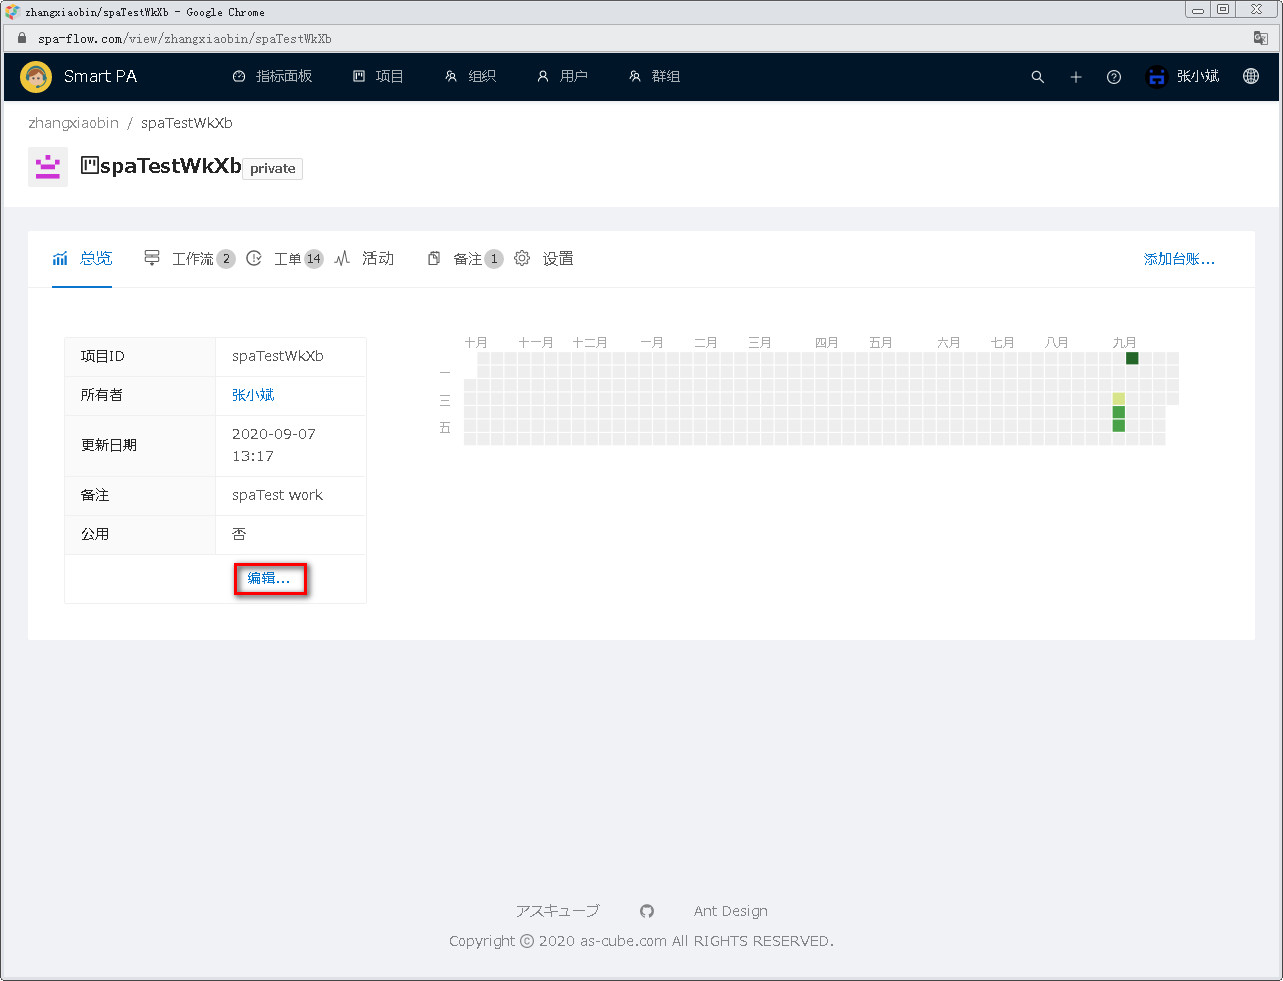 zhangxiaobin/spaTestWkXb - Google Chrome
spa-flow.com/view/zhangxiaobin/spaTestWkXb
Smart PA 指标面板 项目 组织 用户 群组 张小斌
zhangxiaobin / spaTestWkXb
spaTestWkXb private
总览 工作流 2 工单 14 活动 备注 1 设置 添加台账...
项目ID spaTestWkXb
所有者 张小斌
更新日期 2020-09-07
13:17
备注 spaTest work
公用 否
编辑...
十月 十一月 十二月 一月 二月 三月 四月 五月 六月 七月 八月 九月
一
三
五
アスキューブ Ant Design
Copyright © 2020 as-cube.com All RIGHTS RESERVED.